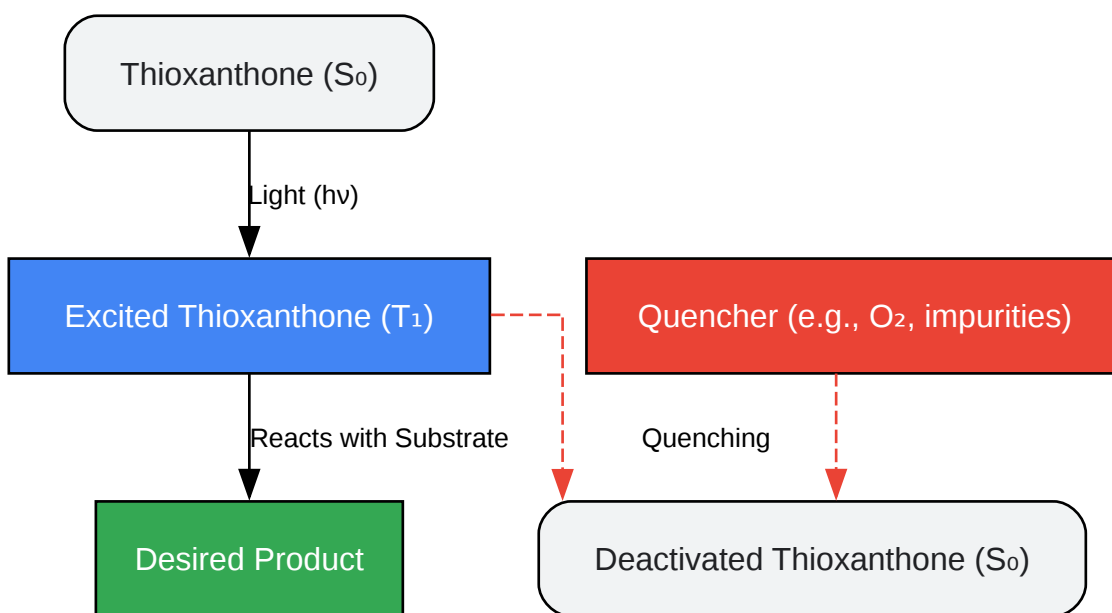 Thioxanthone (S₀)
Light (hν)
Excited Thioxanthone (T₁)
Quencher (e.g., O₂, impurities)
Reacts with Substrate
Quenching
Desired Product
Deactivated Thioxanthone (S₀)